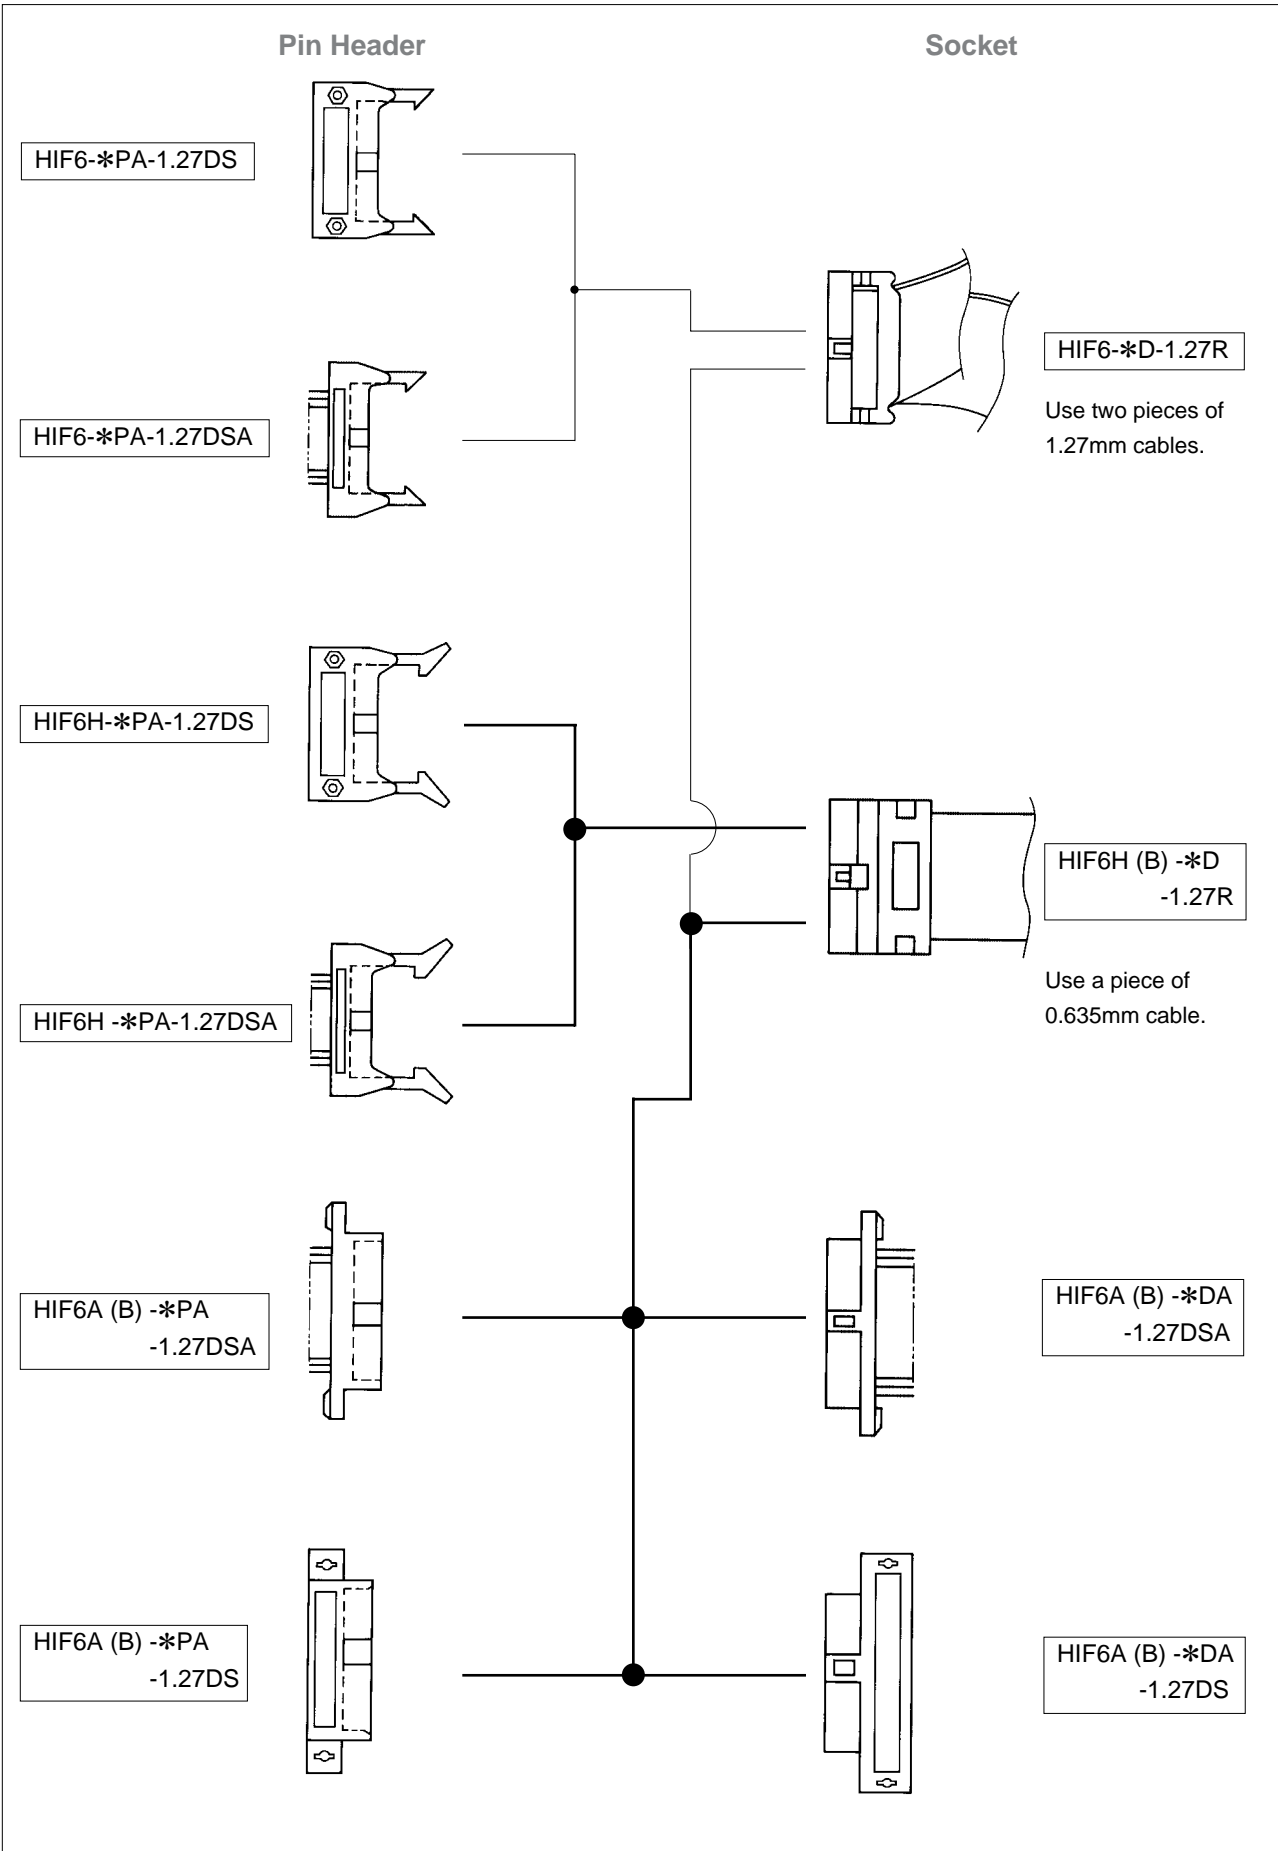 Pin Header
Socket
HIF6-*PA-1.27DS
HIF6-*D-1.27R
Use two pieces of
1.27mm cables.
HIF6-*PA-1.27DSA
HIF6H-*PA-1.27DS
HIF6H (B) -*D
-1.27R
Use a piece of
0.635mm cable.
HIF6H -*PA-1.27DSA
HIF6A (B) -*PA
-1.27DSA
HIF6A (B) -*DA
-1.27DSA
HIF6A (B) -*PA
-1.27DS
HIF6A (B) -*DA
-1.27DS